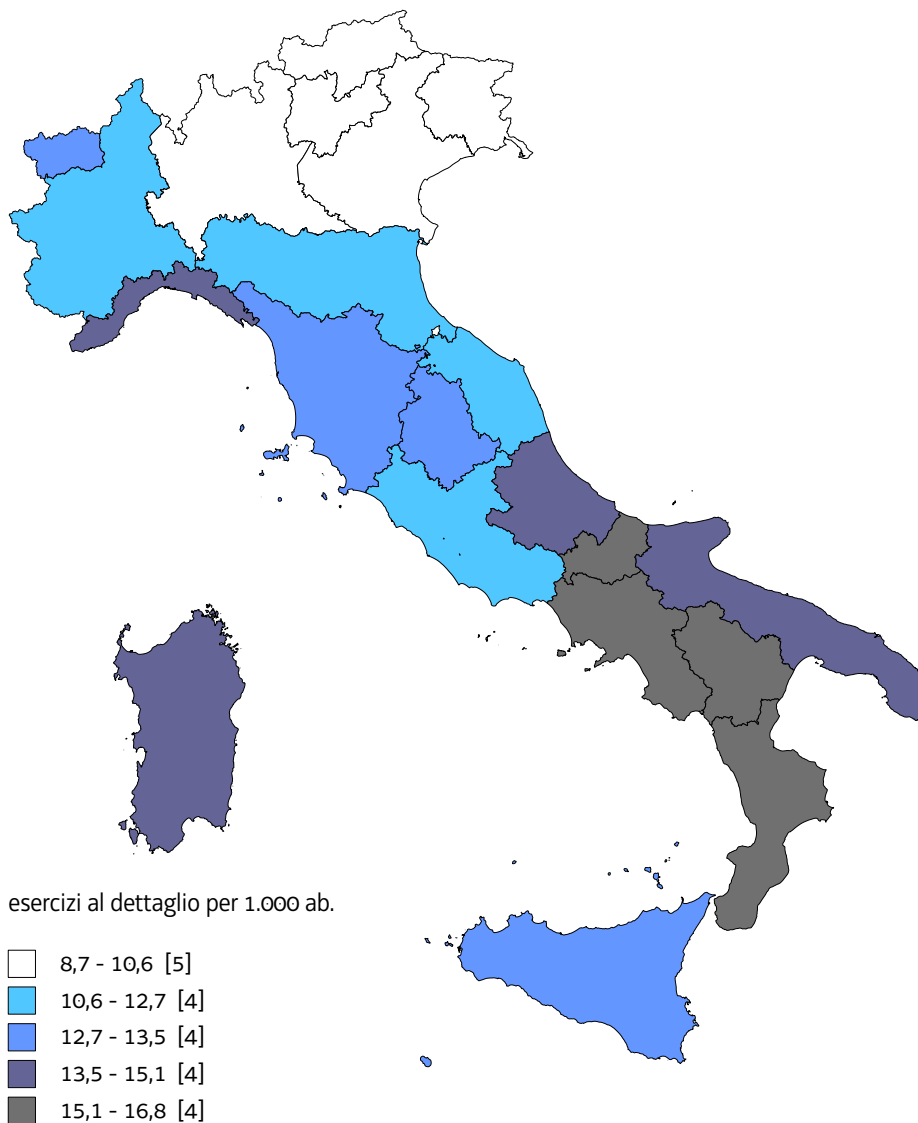 esercizi al dettaglio per 1.000 ab.
8,7 - 10,6 [5]
10,6 - 12,7 [4]
12,7 - 13,5 [4]
13,5 - 15,1 [4]
15,1 - 16,8 [4]